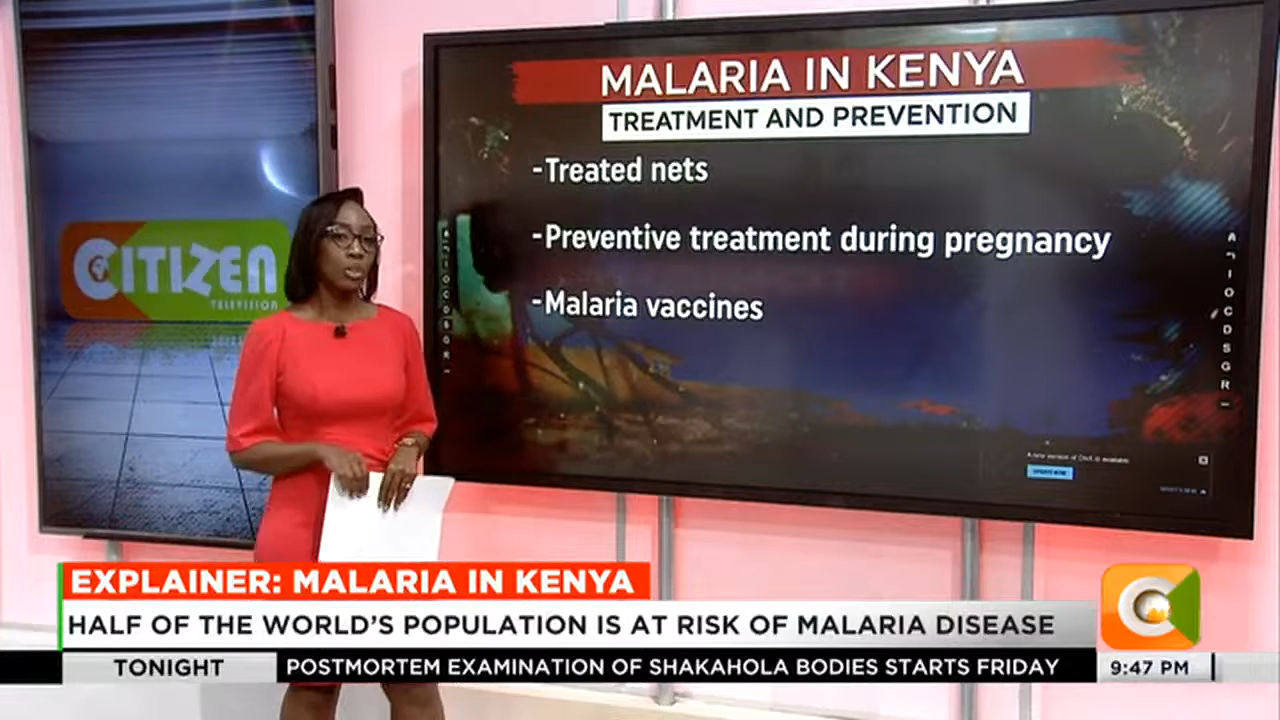 MALARIA IN KENYA
TREATMENT AND PREVENTION
-Treated nets
-Preventive treatment during pregnancy
-Malaria vaccines
CITIZEN
TELEVISION
UPDATE NOW
EXPLAINER: MALARIA IN KENYA
HALF OF THE WORLD'S POPULATION IS AT RISK OF MALARIA DISEASE
TONIGHT
POSTMORTEM EXAMINATION OF SHAKAHOLA BODIES STARTS FRIDAY
9:47 PM